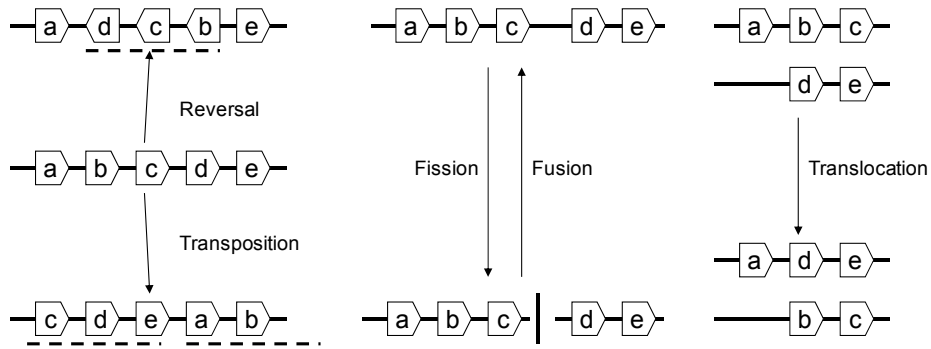 a d c b e
Reversal
a b c d e
Transposition
c d e a b
a b c d e
Fission
Fusion
a b c d e
a b c
d e
Translocation
a d e
b c